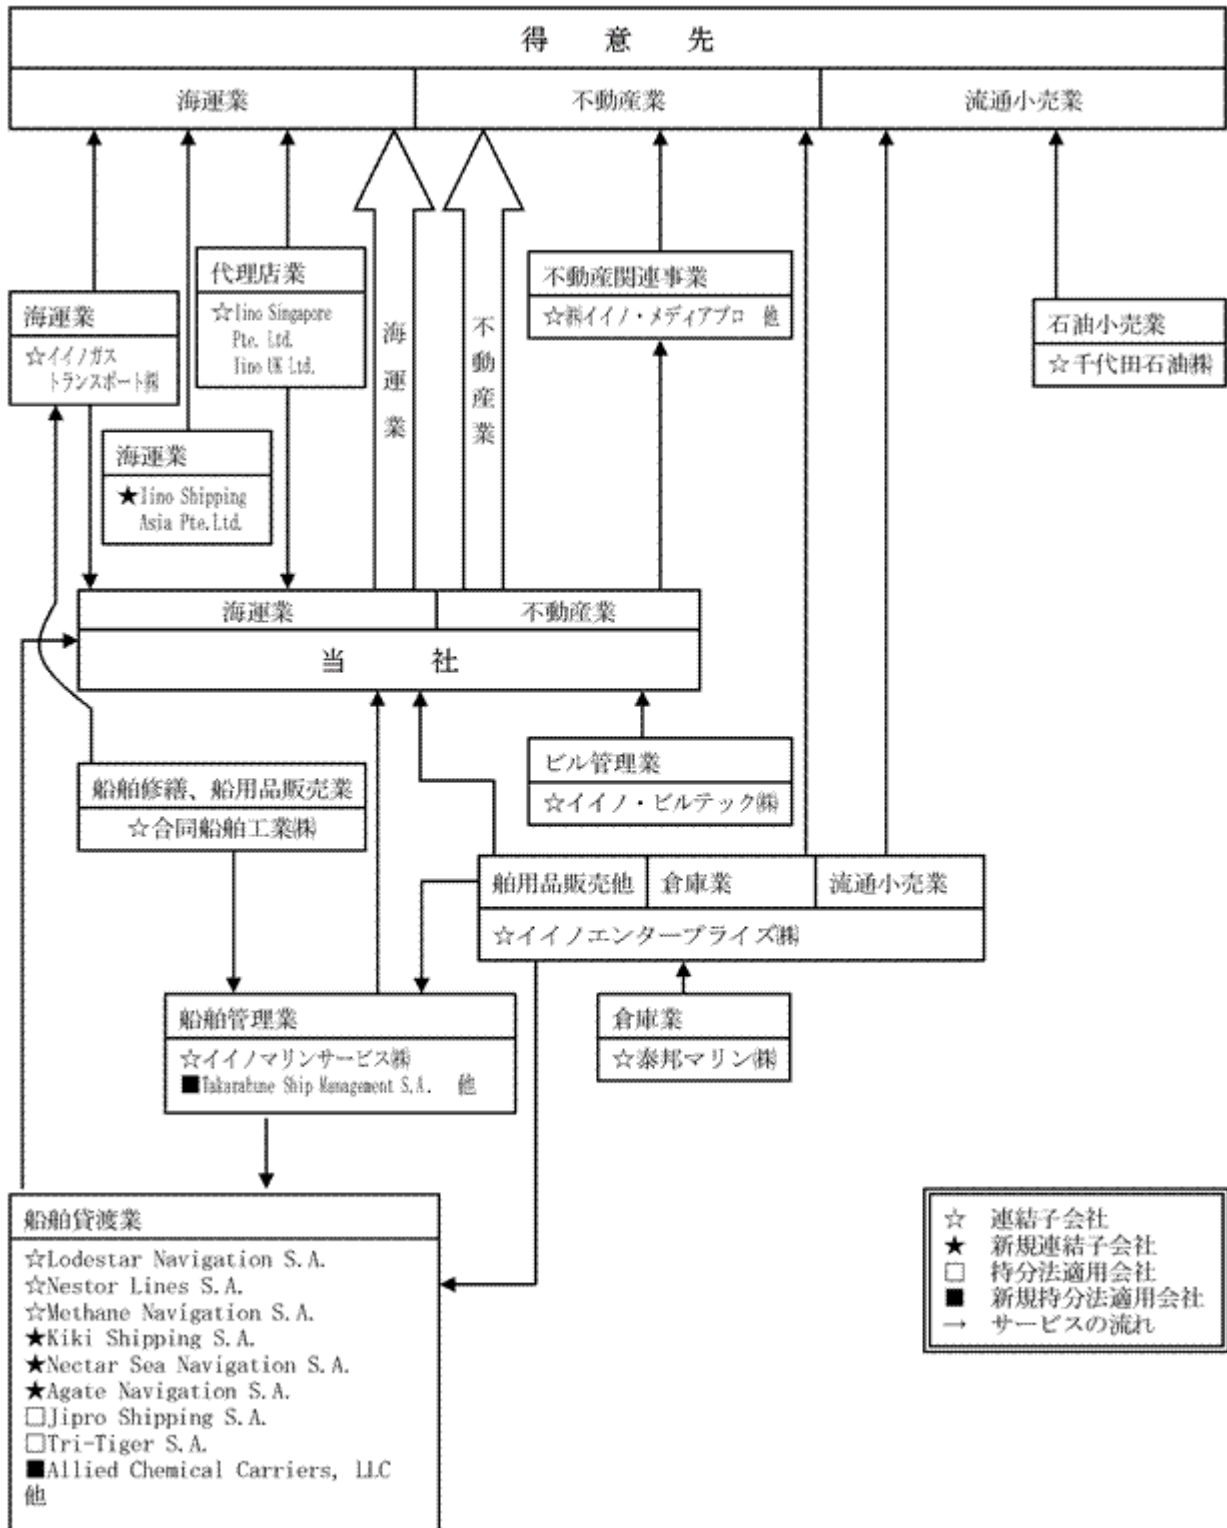 得 意 先
海運業
不動産業
流通小売業
代理店業
☆Iino Singapore
Pte. Ltd.
Iino UK Ltd.
不動産関連事業
☆㈱イイノ・メディアプロ 他
海運業
☆イイノガス
トランスポート㈱
海運業
不動産業
石油小売業
☆千代田石油㈱
海運業
★Iino Shipping
Asia Pte.Ltd.
海運業
不動産業
当 社
船舶修繕、船用品販売業
☆合同船舶工業㈱
ビル管理業
☆イイノ・ビルテック㈱
舶用品販売他
倉庫業
流通小売業
☆イイノエンタープライズ㈱
船舶管理業
☆イイノマリンサービス㈱
■Takarabune Ship Management S.A. 他
倉庫業
☆泰邦マリン㈱
船舶貸渡業
☆Lodestar Navigation S.A.
☆Nestor Lines S.A.
☆Methane Navigation S.A.
★Kiki Shipping S.A.
★Nectar Sea Navigation S.A.
★Agate Navigation S.A.
□Jipro Shipping S.A.
□Tri-Tiger S.A.
■Allied Chemical Carriers, LLC
他
☆ 連結子会社
★ 新規連結子会社
□ 持分法適用会社
■ 新規持分法適用会社
→ サービスの流れ